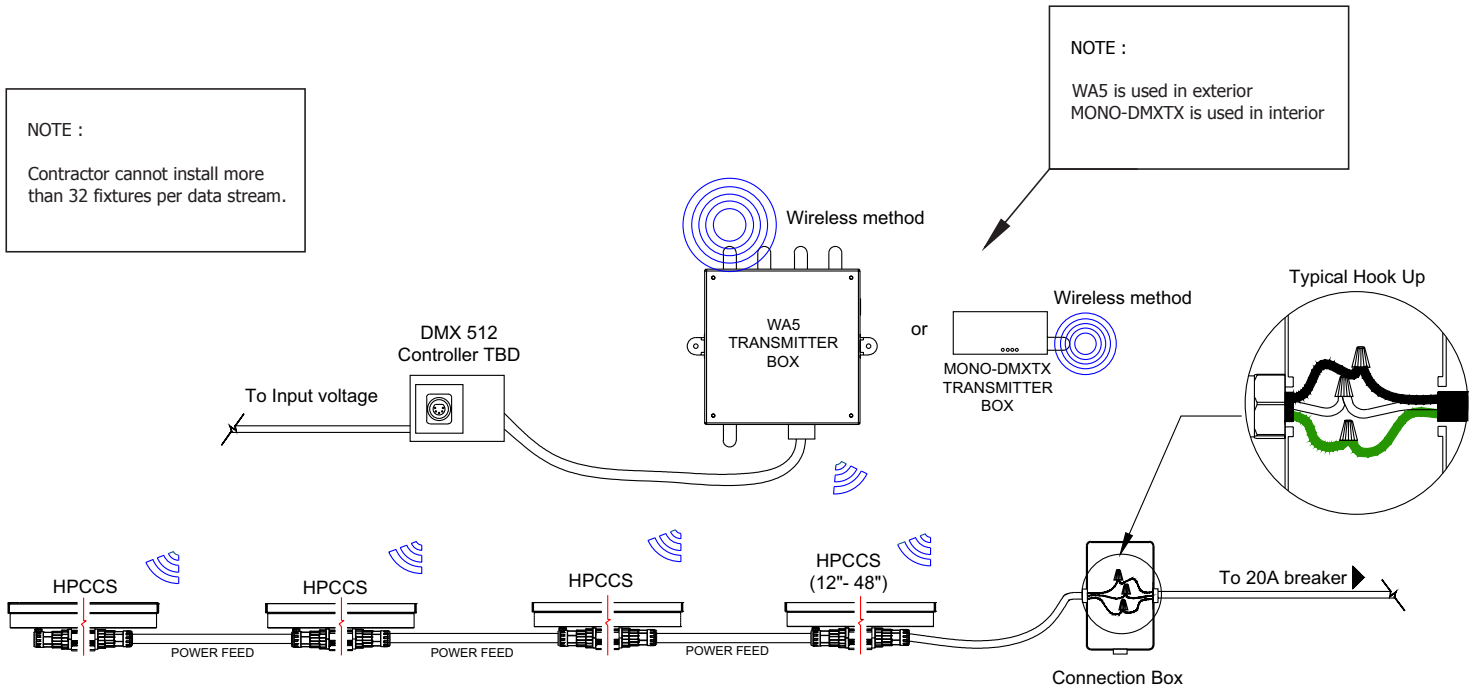 NOTE :
WA5 is used in exterior
MONO-DMXTX is used in interior
NOTE :
Contractor cannot install more
than 32 fixtures per data stream.
Wireless method
Typical Hook Up
Wireless method
WA5
TRANSMITTER
BOX
or
MONO-DMXTX
TRANSMITTER
BOX
DMX 512
Controller TBD
To Input voltage
HPCCS
HPCCS
HPCCS
HPCCS
(12"- 48")
To 20A breaker
POWER FEED
POWER FEED
POWER FEED
Connection Box